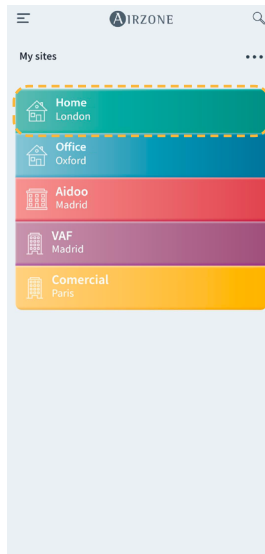 AIRZONE
My sites
Home
London
Office
Oxford
Aidoo
Madrid
VAF
Madrid
Comercial
Paris